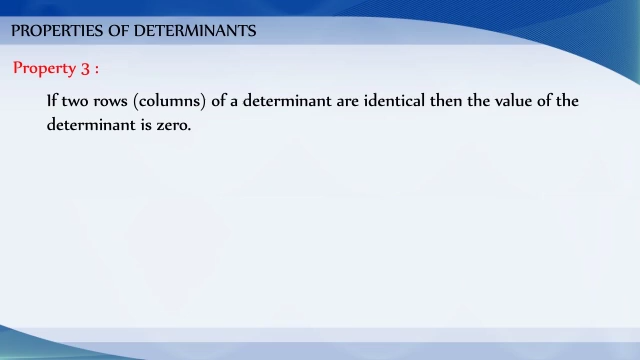 PROPERTIES OF DETERMINANTS
Property 3 :
If two rows (columns) of a determinant are identical then the value of the
determinant is zero.